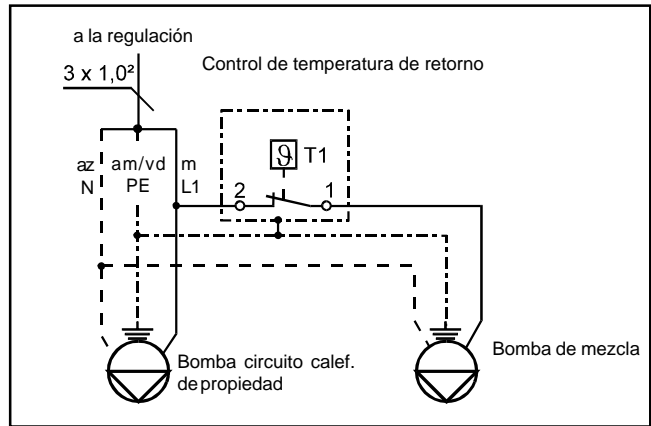 a la regulación
3 x 1,0²
Control de temperatura de retorno
ϑ T1
az am/vd m
N PE L1
2 1
Bomba circuito calef.
de propiedad
Bomba de mezcla